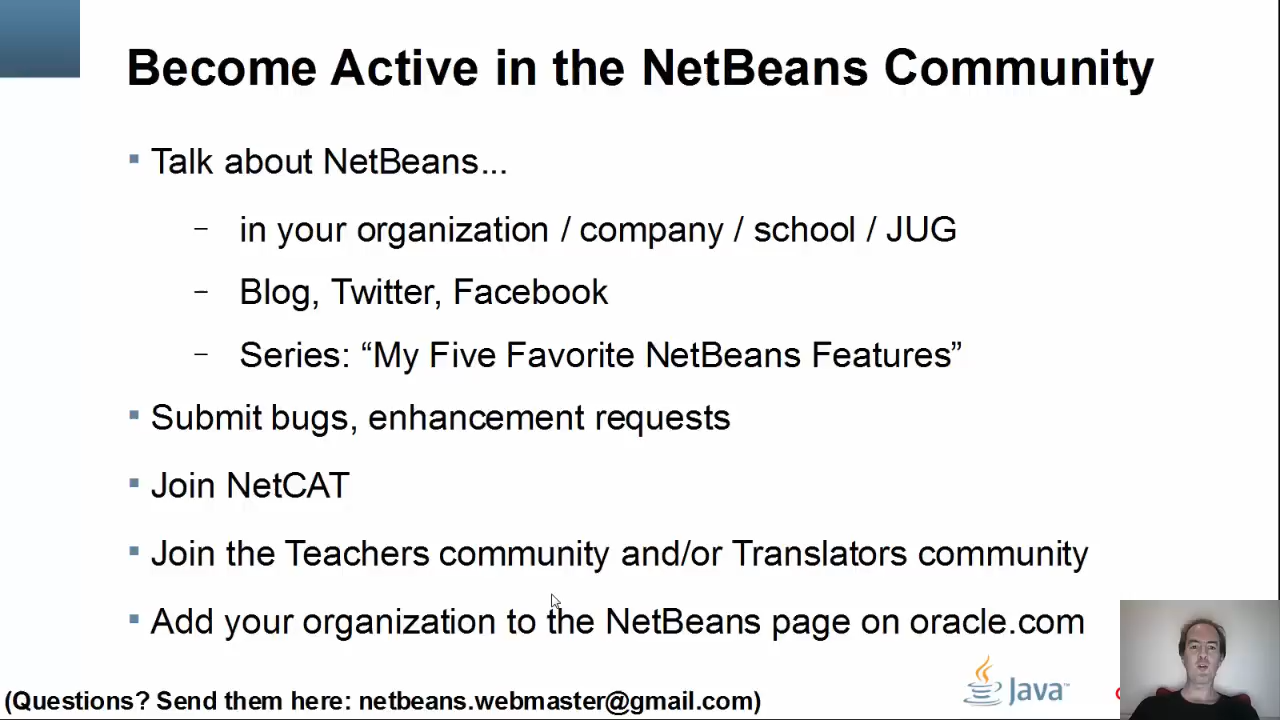 Become Active in the NetBeans Community
Talk about NetBeans...
in your organization / company / school / JUG
Blog, Twitter, Facebook
Series: “My Five Favorite NetBeans Features”
Submit bugs, enhancement requests
Join NetCAT
Join the Teachers community and/or Translators community
Add your organization to the NetBeans page on oracle.com
(Questions? Send them here: netbeans.webmaster@gmail.com)
Java™